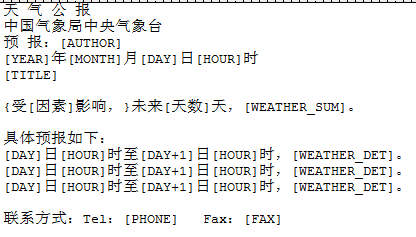 天 气 公 报
中国气象局中央气象台
预 报：[AUTHOR]
[YEAR]年[MONTH]月[DAY]日[HOUR]时
[TITLE]
{受[因素]影响，}未来[天数]天，[WEATHER_SUM]。
具体预报如下：
[DAY]日[HOUR]时至[DAY+1]日[HOUR]时，[WEATHER_DET]。
[DAY]日[HOUR]时至[DAY+1]日[HOUR]时，[WEATHER_DET]。
[DAY]日[HOUR]时至[DAY+1]日[HOUR]时，[WEATHER_DET]。
联系方式：Tel：[PHONE]   Fax：[FAX]